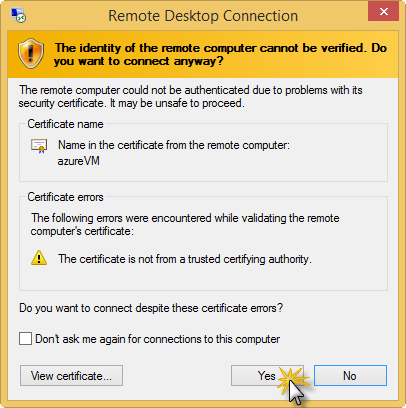 Remote Desktop Connection
The identity of the remote computer cannot be verified. Do
you want to connect anyway?
The remote computer could not be authenticated due to problems with its
security certificate. It may be unsafe to proceed.
Certificate name
Name in the certificate from the remote computer:
azureVM
Certificate errors
The following errors were encountered while validating the remote
computer's certificate:
The certificate is not from a trusted certifying authority.
Do you want to connect despite these certificate errors?
Don't ask me again for connections to this computer
View certificate... Yes No